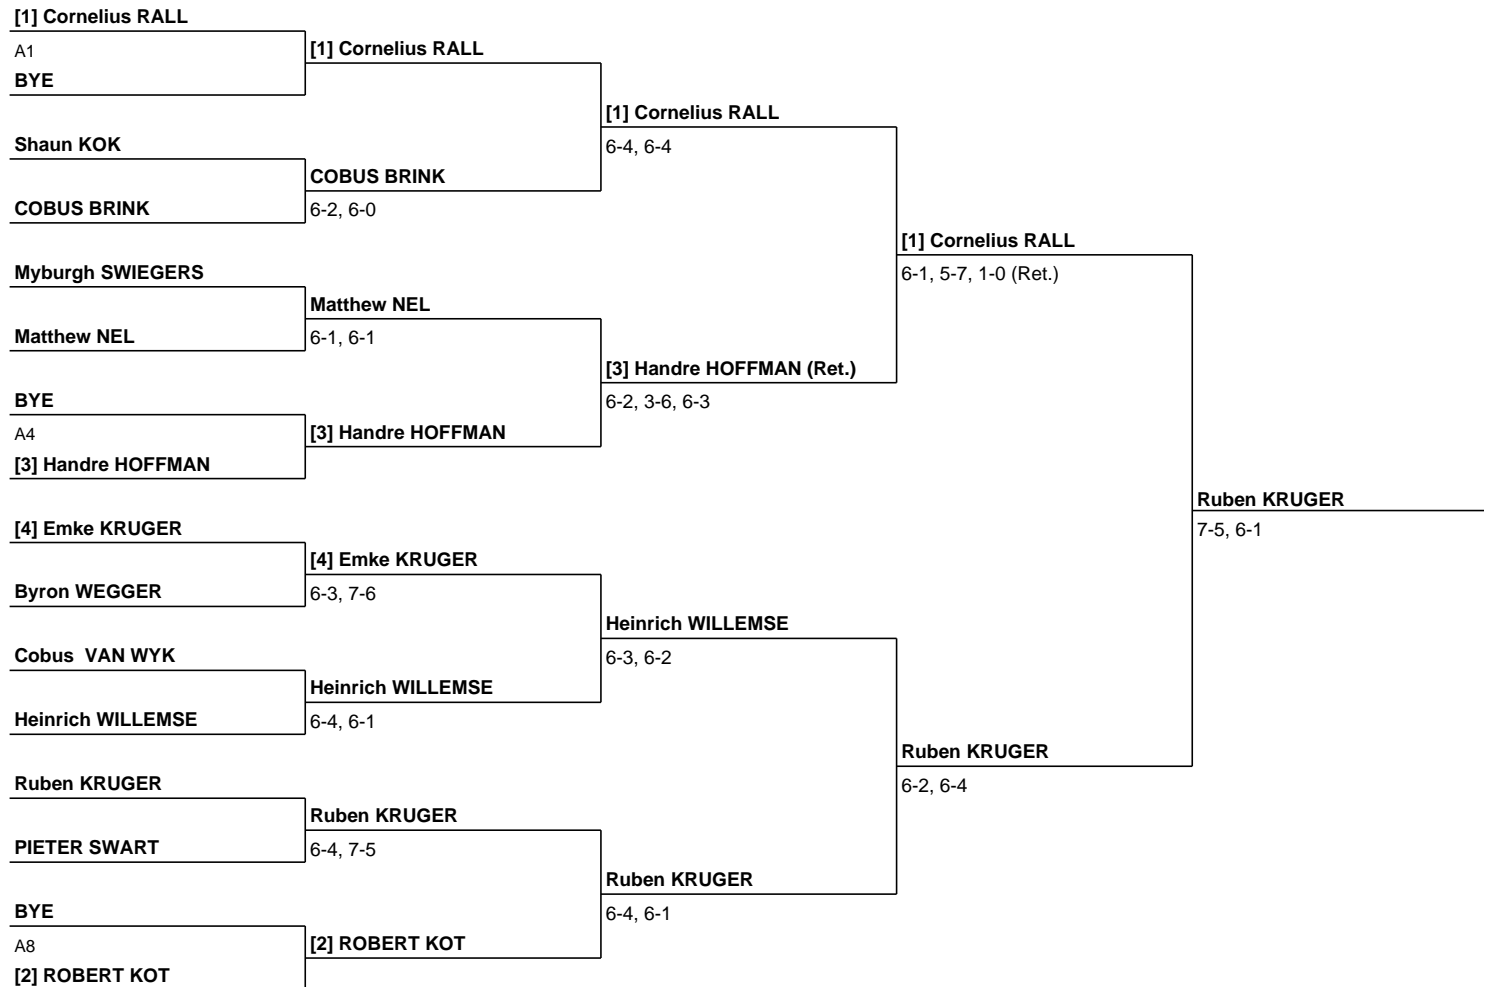 [1] Cornelius RALL
A1
BYE
Shaun KOK
COBUS BRINK
Myburgh SWIEGERS
Matthew NEL
BYE
A4
[3] Handre HOFFMAN
[4] Emke KRUGER
Byron WEGGER
Cobus  VAN WYK
Heinrich WILLEMSE
Ruben KRUGER
PIETER SWART
BYE
A8
[2] ROBERT KOT
[1] Cornelius RALL
COBUS BRINK
6-2, 6-0
Matthew NEL
6-1, 6-1
[3] Handre HOFFMAN
[4] Emke KRUGER
6-3, 7-6
Heinrich WILLEMSE
6-4, 6-1
Ruben KRUGER
6-4, 7-5
[2] ROBERT KOT
[1] Cornelius RALL
6-4, 6-4
[3] Handre HOFFMAN (Ret.)
6-2, 3-6, 6-3
Heinrich WILLEMSE
6-3, 6-2
Ruben KRUGER
6-4, 6-1
[1] Cornelius RALL
6-1, 5-7, 1-0 (Ret.)
Ruben KRUGER
6-2, 6-4
Ruben KRUGER
7-5, 6-1